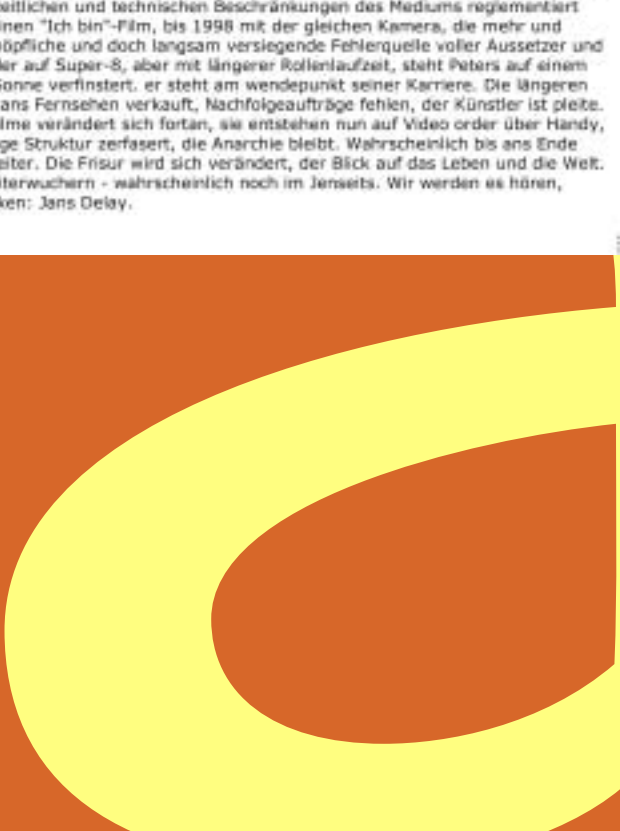 eitlichen und technischen Beschränkungen des Mediums reglementiert
inen "Ich bin"-Film, bis 1998 mit der gleichen Kamera, die mehr und
öpfliche und doch langsam versiegende Fehlerquelle voller Aussetzer und
er auf Super-8, aber mit längerer Rollenlaufzeit, steht Peters auf einem
Sonne verfinstert. er steht am wendepunkt seiner Karriere. Die längeren
ans Fernsehen verkauft, Nachfolgeaufträge fehlen, der Künstler ist pleite.
lme verändert sich fortan, sie entstehen nun auf Video order über Handy,
ge Struktur zerfasert, die Anarchie bleibt. Wahrscheinlich bis ans Ende
eiter. Die Frisur wird sich verändert, der Blick auf das Leben und die Welt.
iterwuchern - wahrscheinlich noch im Jenseits. Wir werden es hören,
ken: Jans Delay.